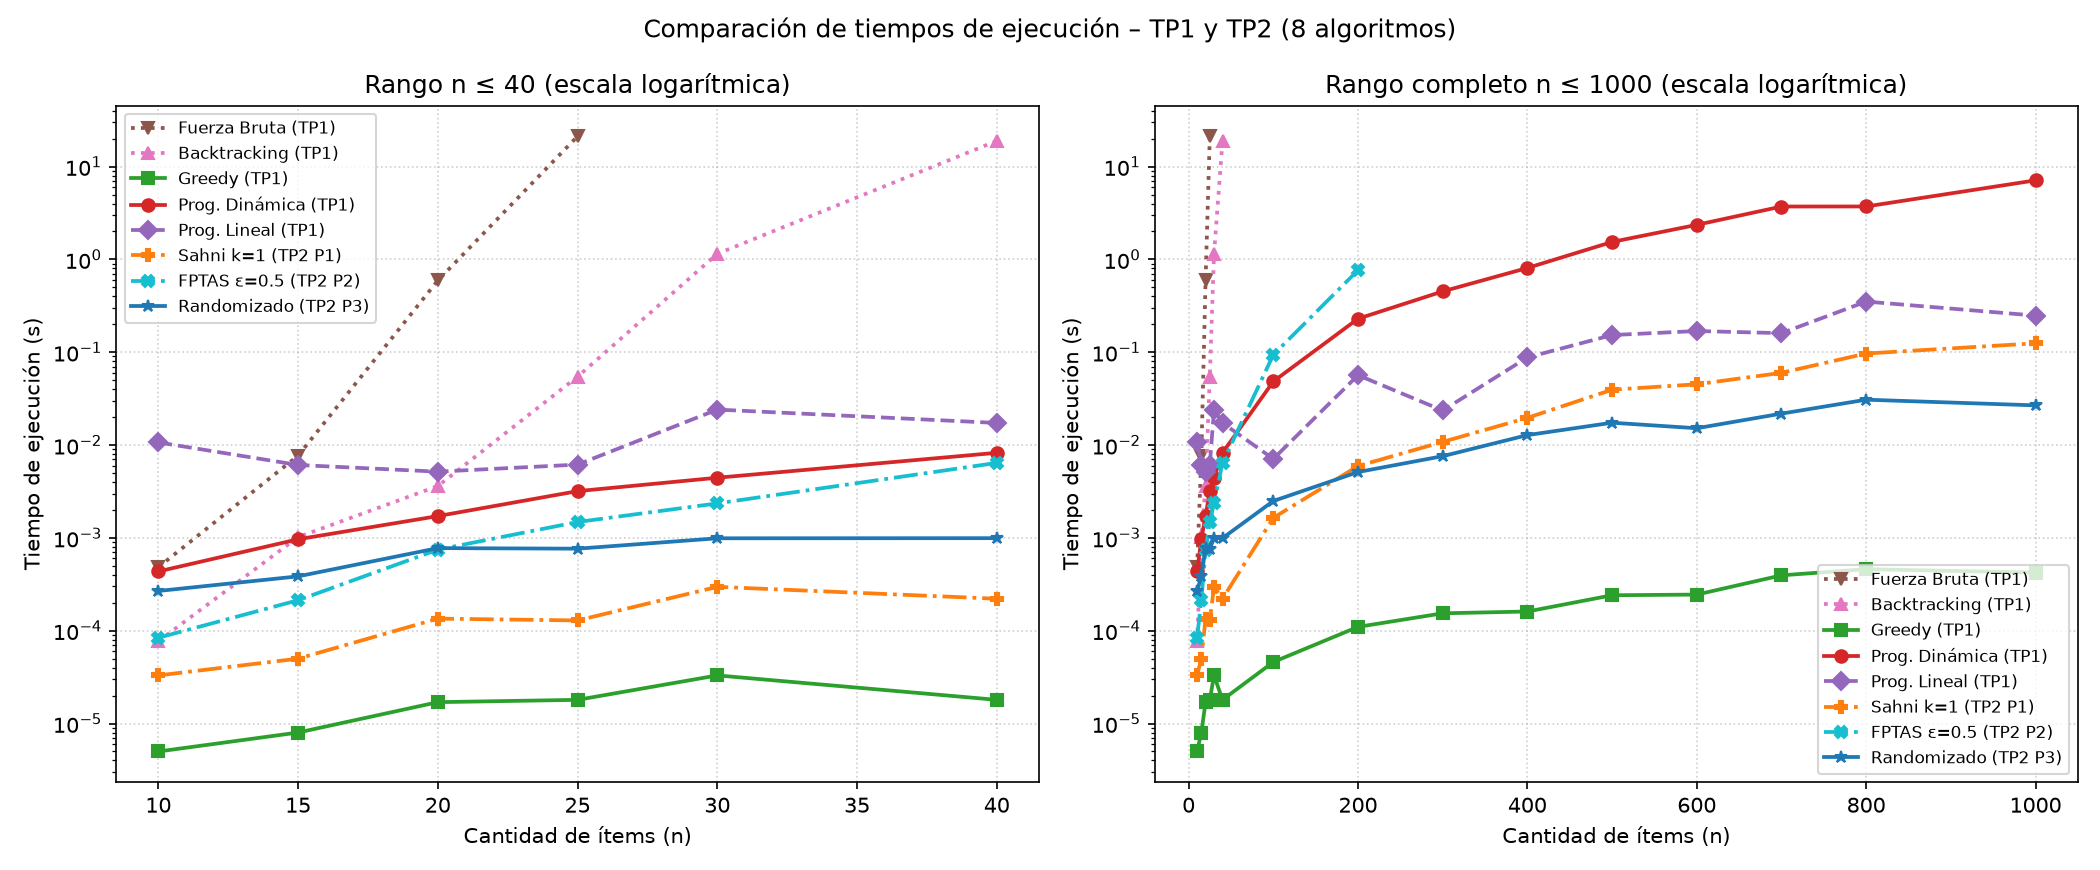 Comparación de tiempos de ejecución – TP1 y TP2 (8 algoritmos)
Rango n ≤ 40 (escala logarítmica)
Fuerza Bruta (TP1)
Backtracking (TP1)
Greedy (TP1)
Prog. Dinámica (TP1)
Prog. Lineal (TP1)
Sahni k=1 (TP2 P1)
FPTAS ε=0.5 (TP2 P2)
Randomizado (TP2 P3)
Tiempo de ejecución (s)
10¹
10⁰
10⁻¹
10⁻²
10⁻³
10⁻⁴
10⁻⁵
10 15 20 25 30 35 40
Cantidad de ítems (n)
Rango completo n ≤ 1000 (escala logarítmica)
Tiempo de ejecución (s)
10¹
10⁰
10⁻¹
10⁻²
10⁻³
10⁻⁴
10⁻⁵
Fuerza Bruta (TP1)
Backtracking (TP1)
Greedy (TP1)
Prog. Dinámica (TP1)
Prog. Lineal (TP1)
Sahni k=1 (TP2 P1)
FPTAS ε=0.5 (TP2 P2)
Randomizado (TP2 P3)
0 200 400 600 800 1000
Cantidad de ítems (n)